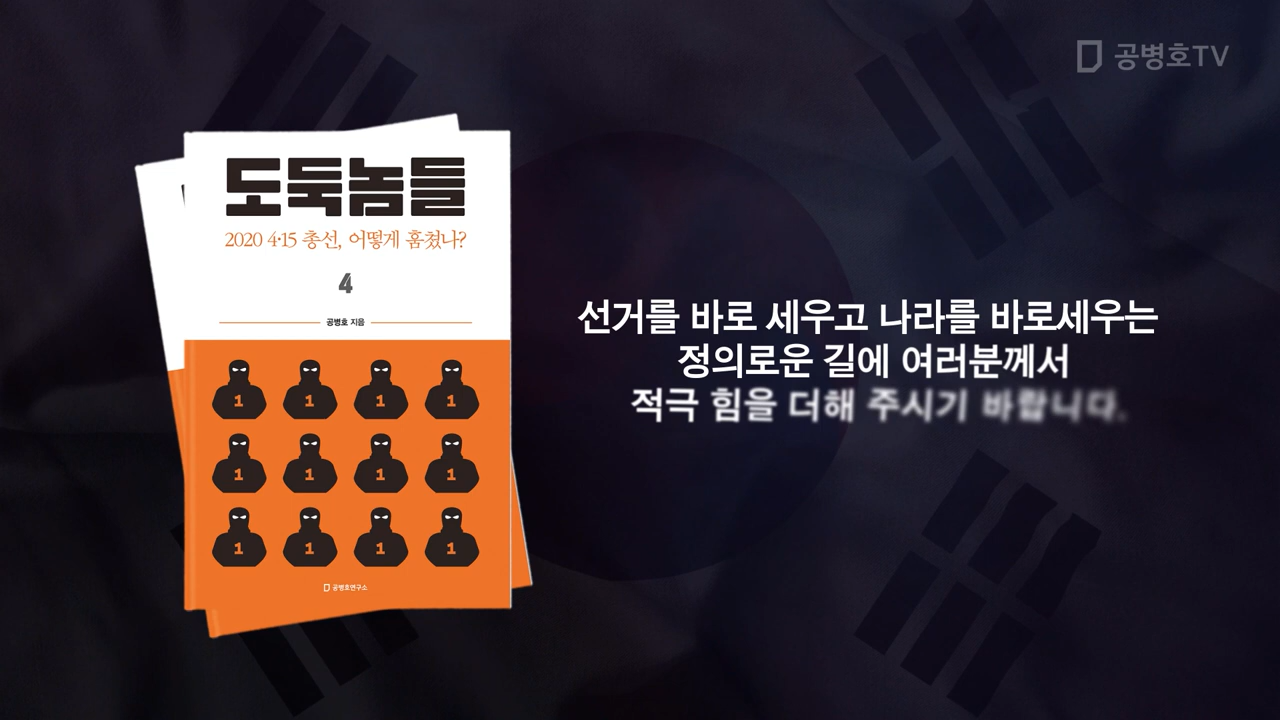 공병호TV
도둑놈들
2020 4·15 총선, 어떻게 훔쳤나?
4
공병호 지음
1 1 1 1
1 1 1 1
1 1 1 1
공병호연구소
선거를 바로 세우고 나라를 바로세우는
정의로운 길에 여러분께서
적극 힘을 더해 주시기 바랍니다.